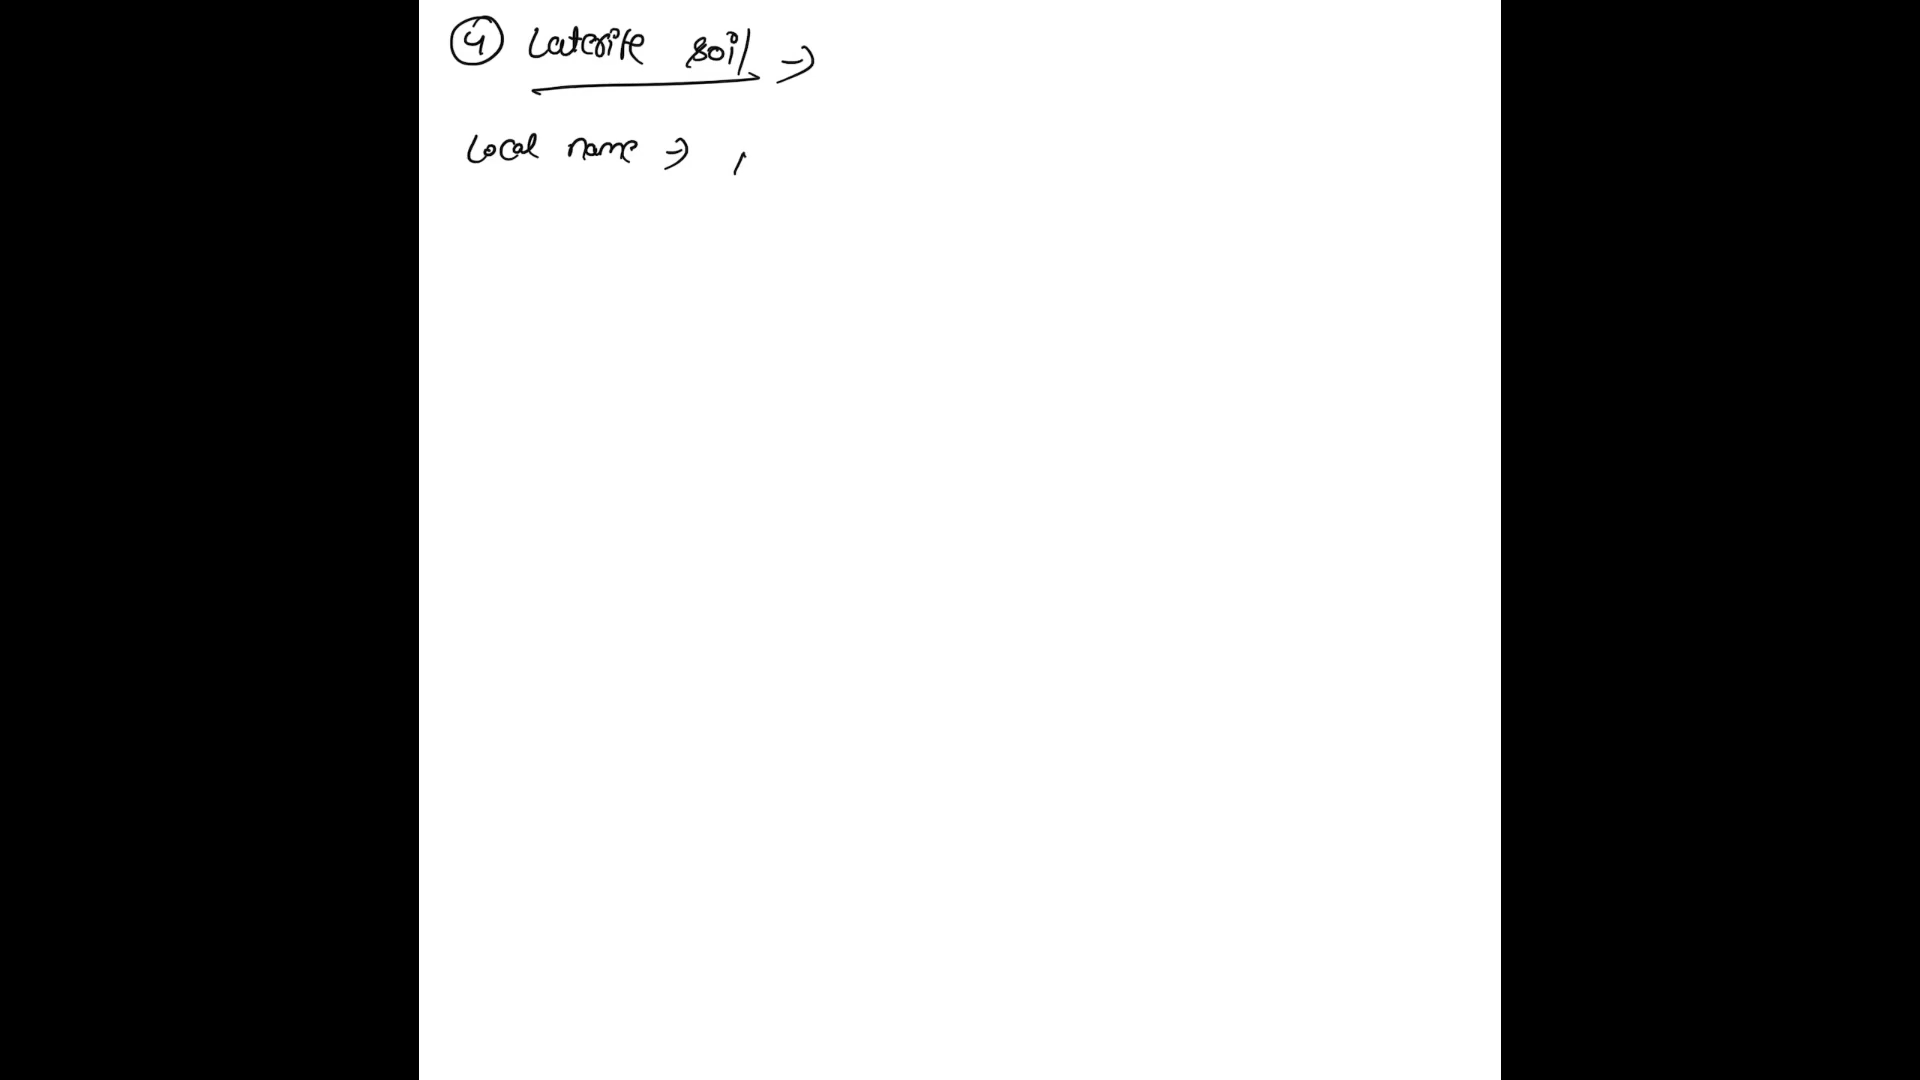 ④ Laterite soil ⇒
Local name ⇒